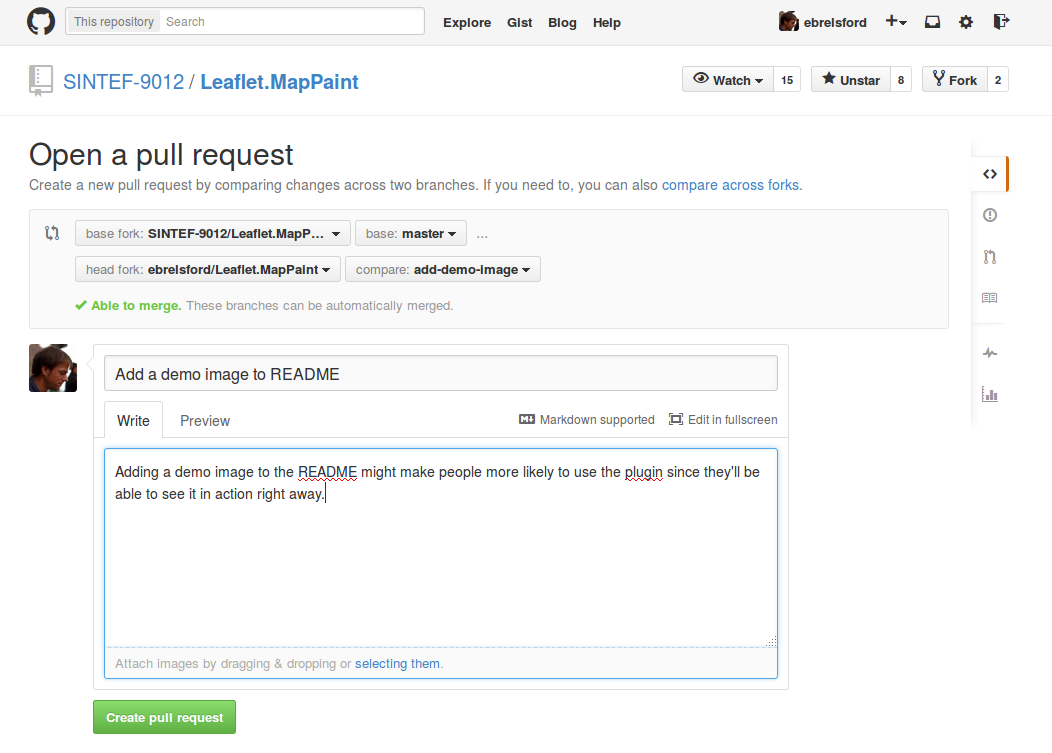 This repository Search Explore Gist Blog Help ebrelsford
SINTEF-9012 / Leaflet.MapPaint Watch 15 Unstar 8 Fork 2
Open a pull request
Create a new pull request by comparing changes across two branches. If you need to, you can also compare across forks.
base fork: SINTEF-9012/Leaflet.MapP... base: master ...
head fork: ebrelsford/Leaflet.MapPaint compare: add-demo-image
Able to merge. These branches can be automatically merged.
Add a demo image to README
Write Preview Markdown supported Edit in fullscreen
Adding a demo image to the README might make people more likely to use the plugin since they'll be
able to see it in action right away.
Attach images by dragging & dropping or selecting them.
Create pull request